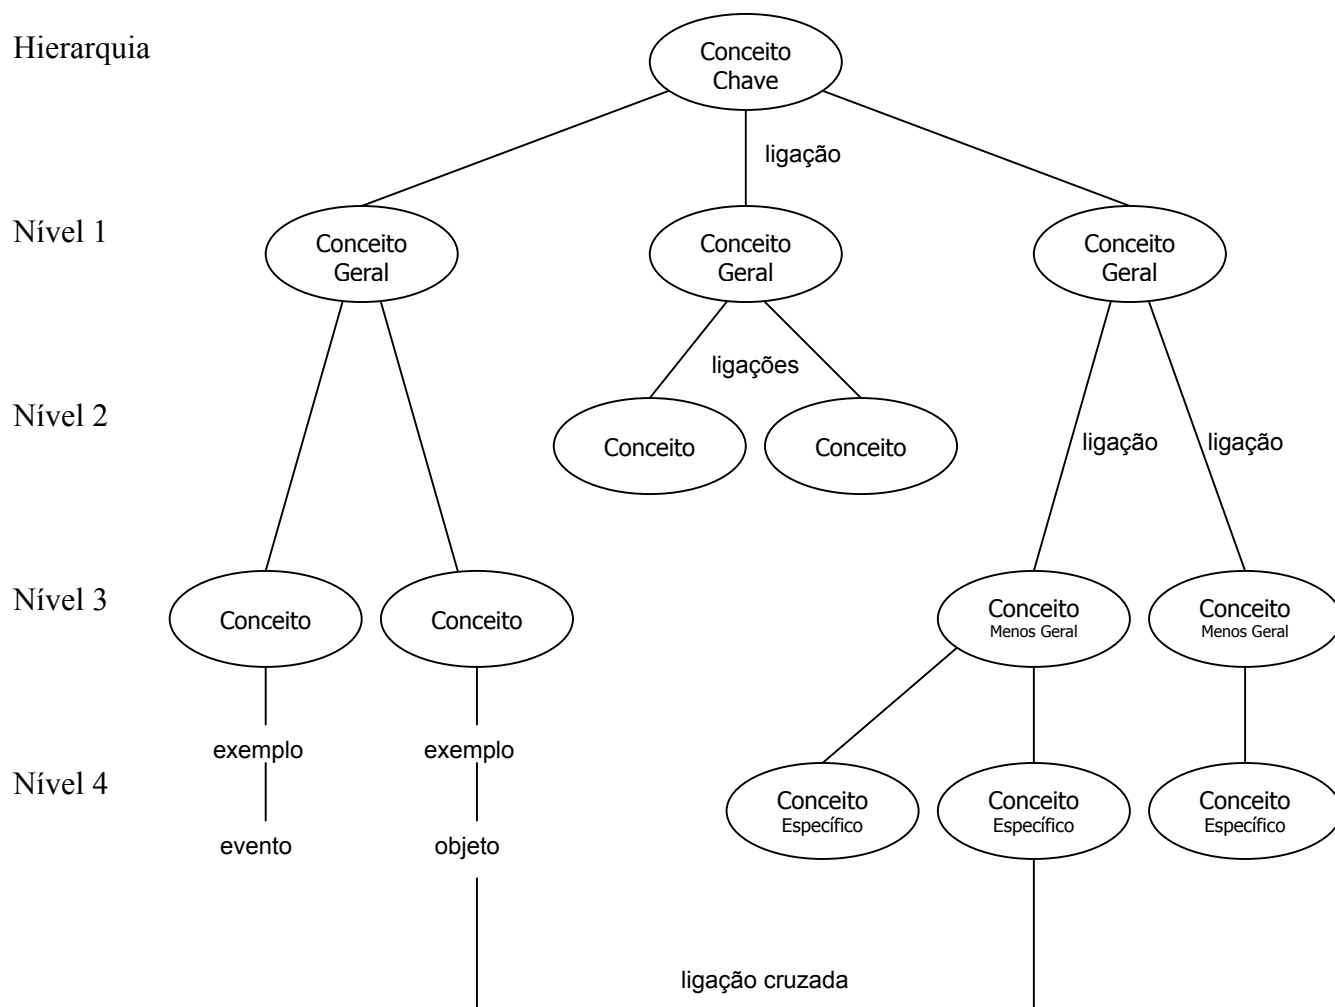 Hierarquia
Conceito
Chave
ligação
Nível 1
Conceito
Geral
Conceito
Geral
Conceito
Geral
ligações
Nível 2
Conceito
Conceito
ligação
ligação
Nível 3
Conceito
Conceito
Conceito
Menos Geral
Conceito
Menos Geral
exemplo
exemplo
Nível 4
Conceito
Específico
Conceito
Específico
Conceito
Específico
evento
objeto
ligação cruzada